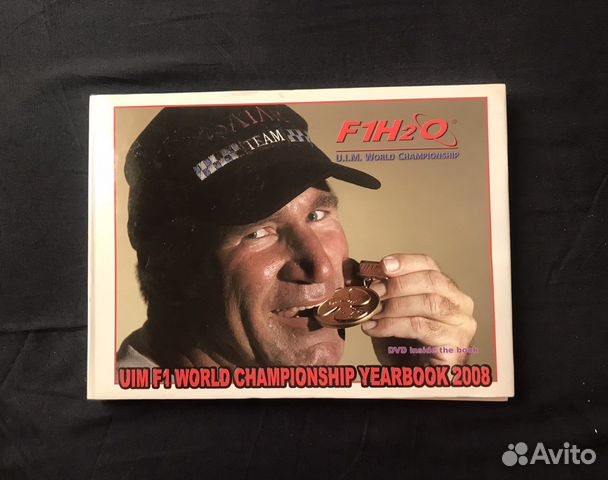 TEAM
F1H2O®
U.I.M. WORLD CHAMPIONSHIP
DVD inside the book
UIM F1 WORLD CHAMPIONSHIP YEARBOOK 2008
Avito